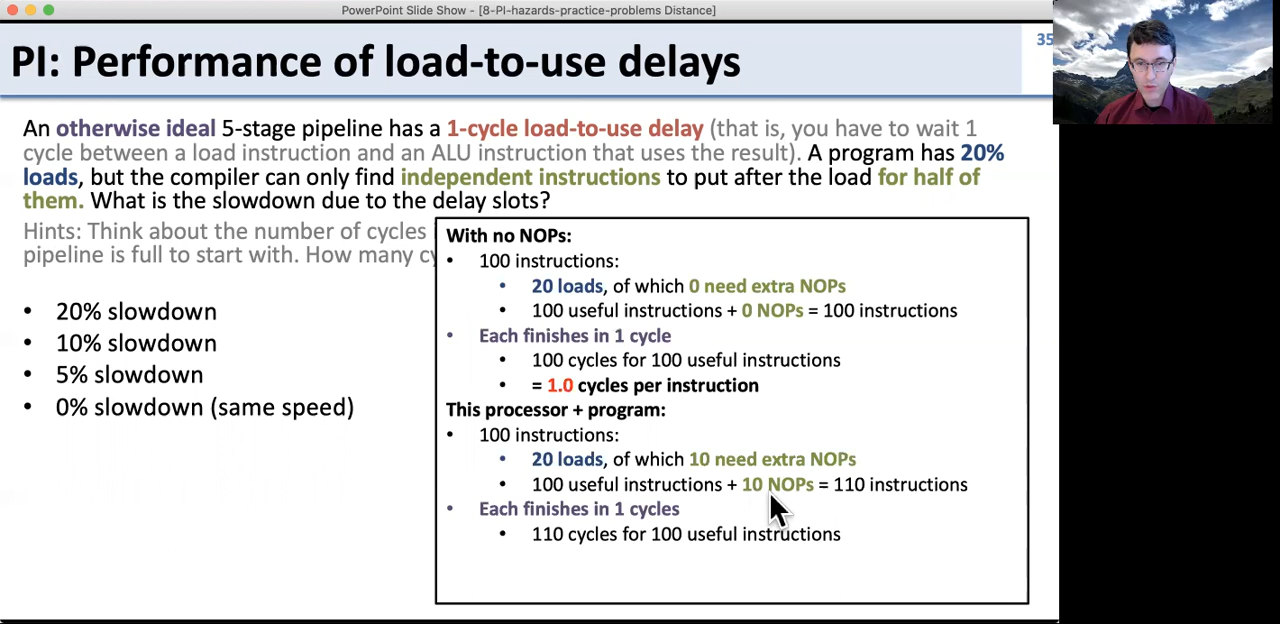 PowerPoint Slide Show - [8-PI-hazards-practice-problems Distance]
PI: Performance of load-to-use delays
35
An otherwise ideal 5-stage pipeline has a 1-cycle load-to-use delay (that is, you have to wait 1
cycle between a load instruction and an ALU instruction that uses the result). A program has 20%
loads, but the compiler can only find independent instructions to put after the load for half of
them. What is the slowdown due to the delay slots?
Hints: Think about the number of cycles
pipeline is full to start with. How many
• 20% slowdown
• 10% slowdown
• 5% slowdown
• 0% slowdown (same speed)
With no NOPs:
• 100 instructions:
• 20 loads, of which 0 need extra NOPs
• 100 useful instructions + 0 NOPs = 100 instructions
• Each finishes in 1 cycle
• 100 cycles for 100 useful instructions
• = 1.0 cycles per instruction
This processor + program:
• 100 instructions:
• 20 loads, of which 10 need extra NOPs
• 100 useful instructions + 10 NOPs = 110 instructions
• Each finishes in 1 cycles
• 110 cycles for 100 useful instructions